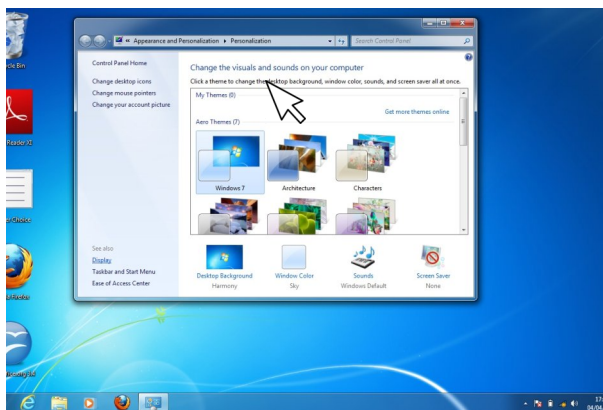 Appearance and Personalization ▸ Personalization
Search Control Panel
Control Panel Home
Change desktop icons
Change mouse pointers
Change your account picture
See also
Display
Taskbar and Start Menu
Ease of Access Center
Change the visuals and sounds on your computer
Click a theme to change the desktop background, window color, sounds, and screen saver all at once.
My Themes (0)
Get more themes online
Aero Themes (7)
Windows 7
Architecture
Characters
Desktop Background
Harmony
Window Color
Sky
Sounds
Windows Default
Screen Saver
None
Reader XI
Choice